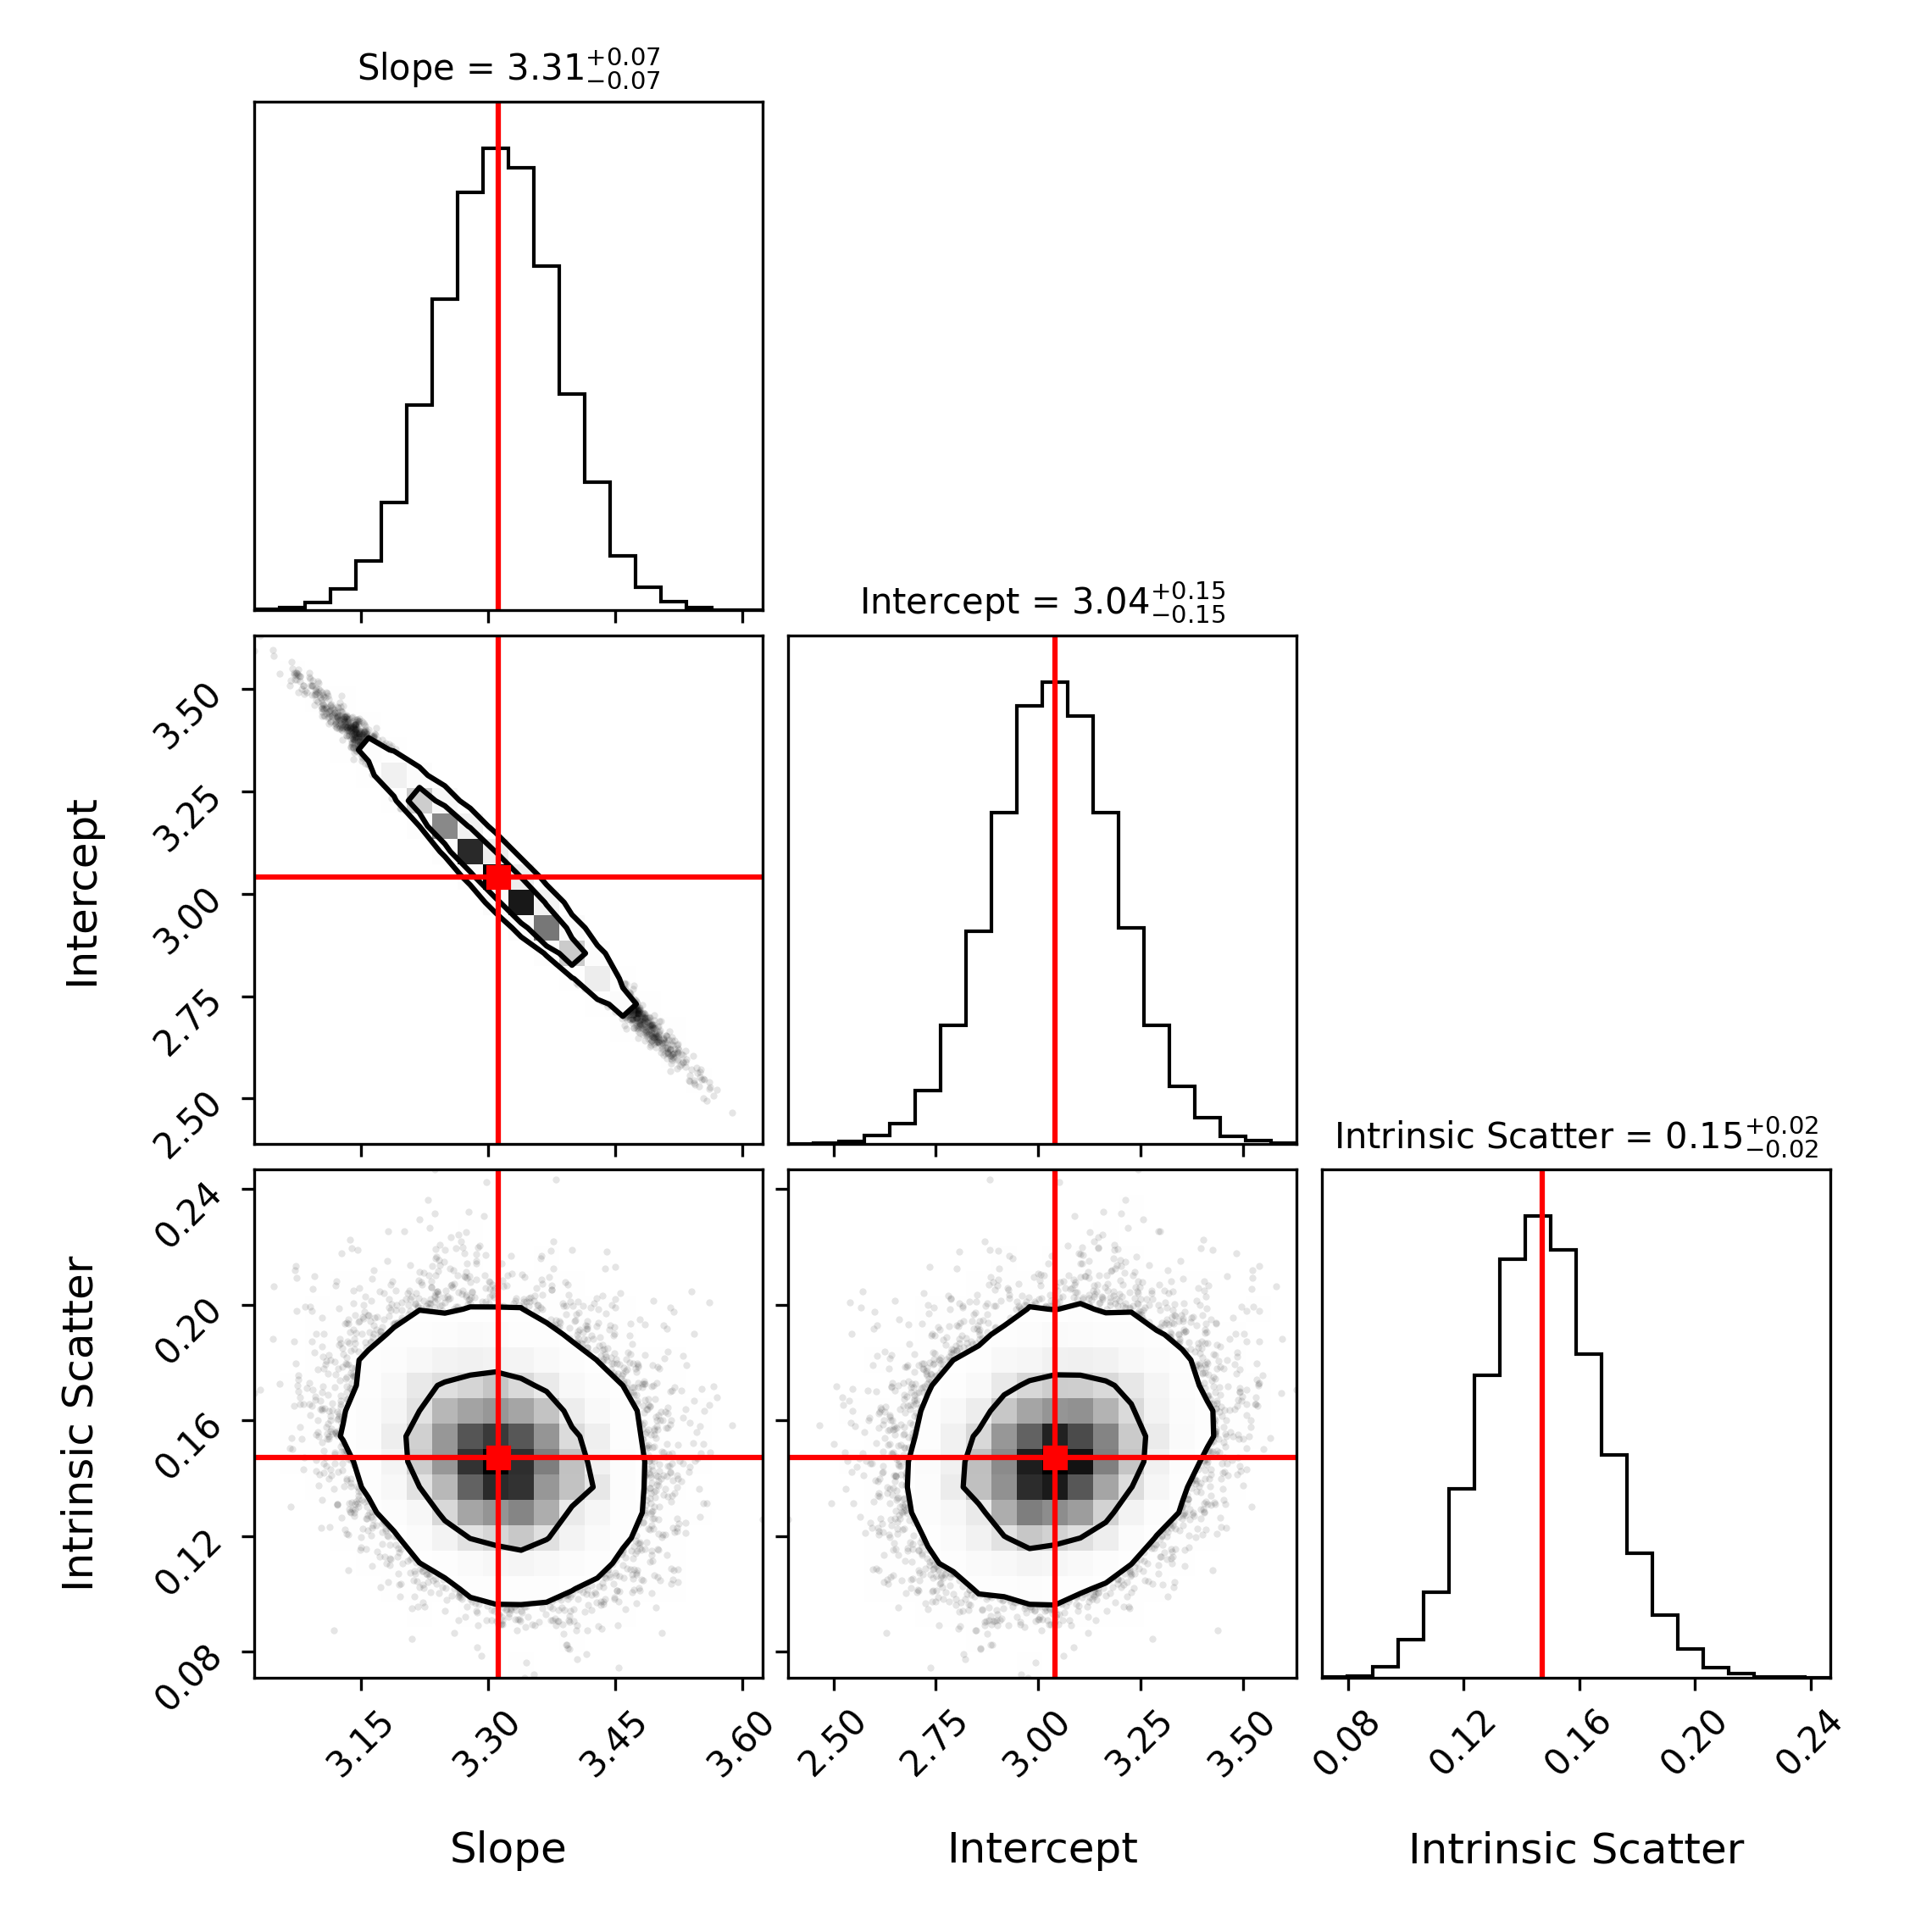 Slope = 3.31 +0.07 −0.07
Intercept = 3.04 +0.15 −0.15
Intercept
3.50
3.25
3.00
2.75
2.50
Intrinsic Scatter = 0.15 +0.02 −0.02
Intrinsic Scatter
0.24
0.20
0.16
0.12
0.08
3.15 3.30 3.45 3.60 2.50 2.75 3.00 3.25 3.50 0.08 0.12 0.16 0.20 0.24
Slope Intercept Intrinsic Scatter